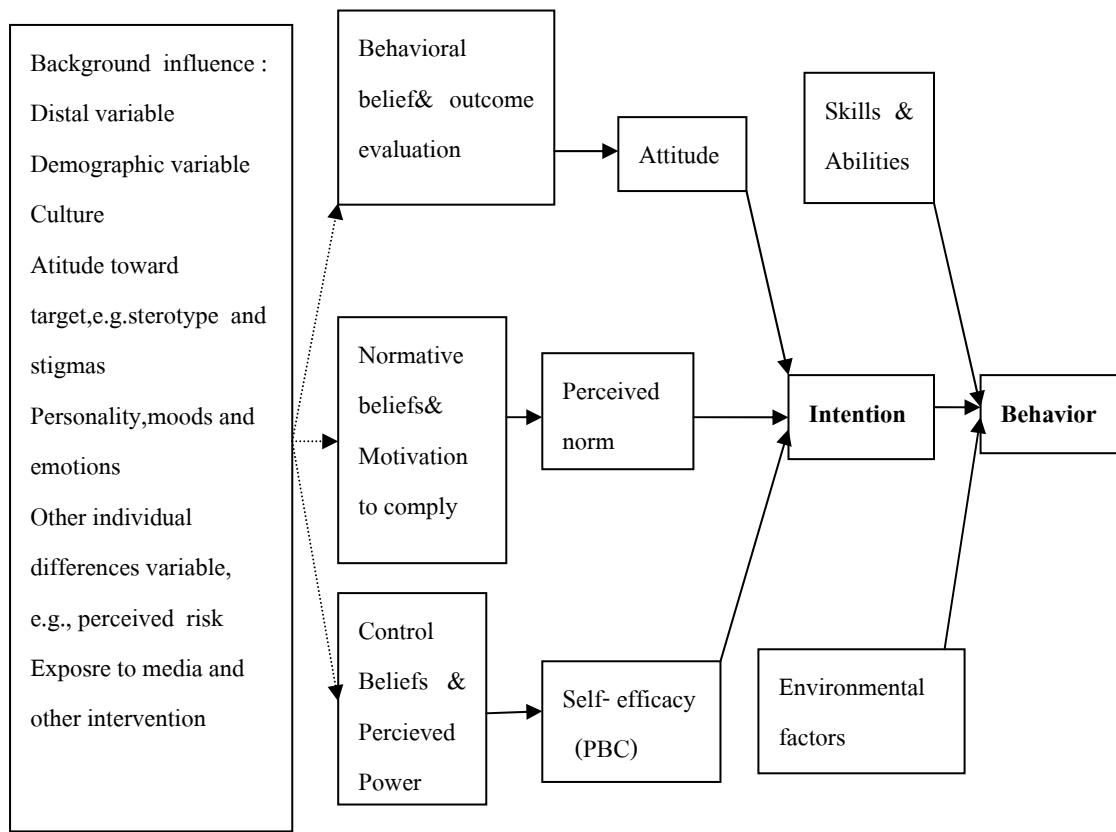 Background influence :
Distal variable
Demographic variable
Culture
Atitude toward
target,e.g.sterotype and
stigmas
Personality,moods and
emotions
Other individual
differences variable,
e.g., perceived risk
Exposre to media and
other intervention
Behavioral
belief& outcome
evaluation
Attitude
Skills &
Abilities
Normative
beliefs&
Motivation
to comply
Perceived
norm
Intention
Behavior
Control
Beliefs &
Percieved
Power
Self- efficacy
(PBC)
Environmental
factors